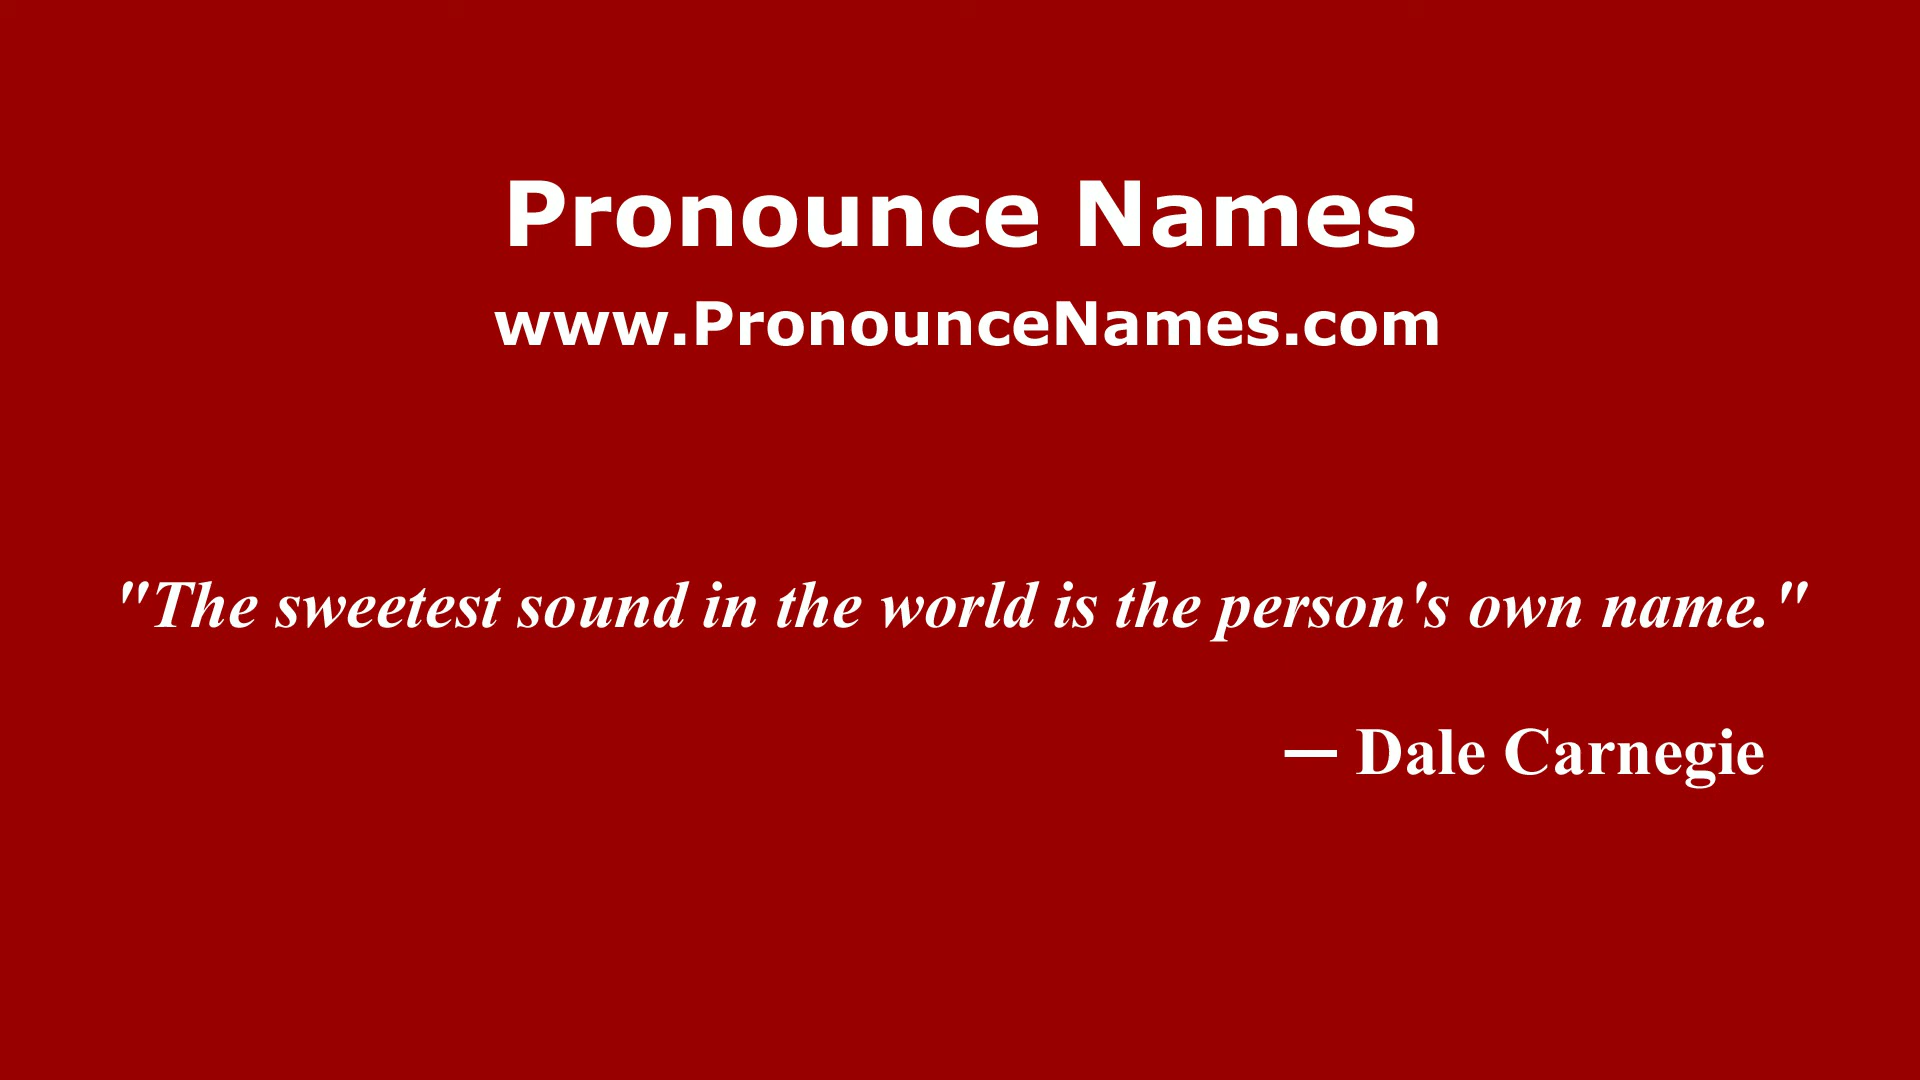 Pronounce Names
www.PronounceNames.com
"The sweetest sound in the world is the person's own name."
— Dale Carnegie